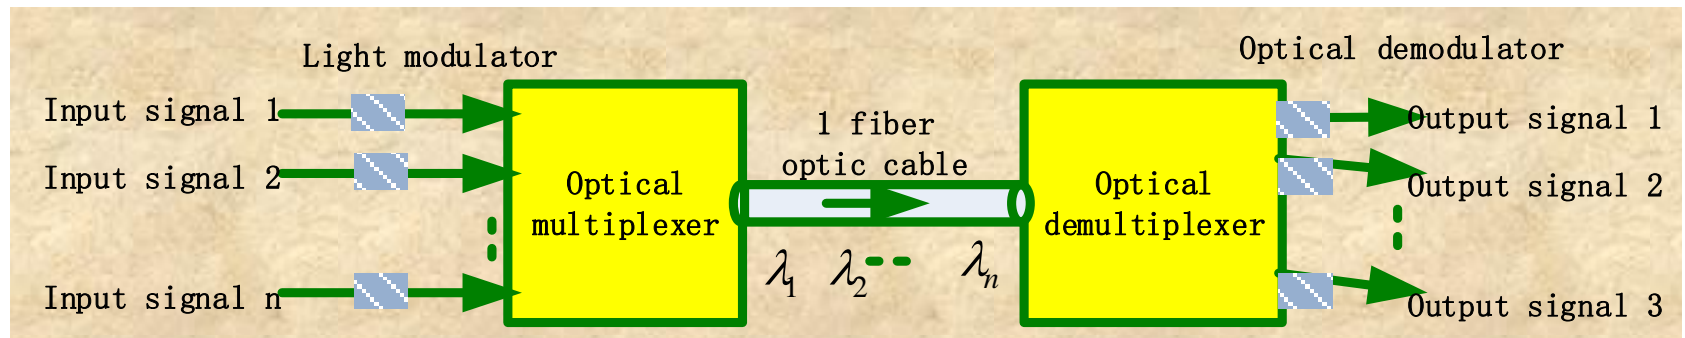 Light modulator
Optical demodulator
Input signal 1
Input signal 2
Input signal n
Optical
multiplexer
1 fiber
optic cable
λ1 λ2 λn
Optical
demultiplexer
Output signal 1
Output signal 2
Output signal 3